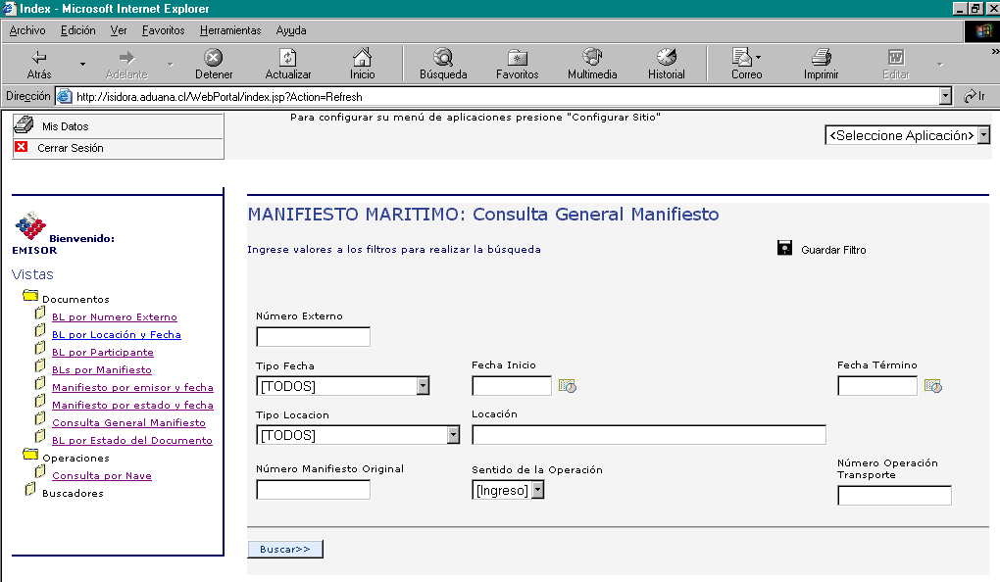 Index - Microsoft Internet Explorer
Archivo Edición Ver Favoritos Herramientas Ayuda
Atrás Adelante Detener Actualizar Inicio Búsqueda Favoritos Multimedia Historial Correo Imprimir Editar
Dirección http://isidora.aduana.cl/WebPortal/index.jsp?Action=Refresh Ir
Mis Datos
Cerrar Sesión
Para configurar su menú de aplicaciones presione "Configurar Sitio"
<Seleccione Aplicación>
Bienvenido:
EMISOR
Vistas
Documentos
BL por Numero Externo
BL por Locación y Fecha
BL por Participante
BLs por Manifiesto
Manifiesto por emisor y fecha
Manifiesto por estado y fecha
Consulta General Manifiesto
BL por Estado del Documento
Operaciones
Consulta por Nave
Buscadores
MANIFIESTO MARITIMO: Consulta General Manifiesto
Ingrese valores a los filtros para realizar la búsqueda
Guardar Filtro
Número Externo
Tipo Fecha Fecha Inicio Fecha Término
[TODOS]
Tipo Locacion Locación
[TODOS]
Número Manifiesto Original Sentido de la Operación Número Operación
Transporte
[Ingreso]
Buscar>>